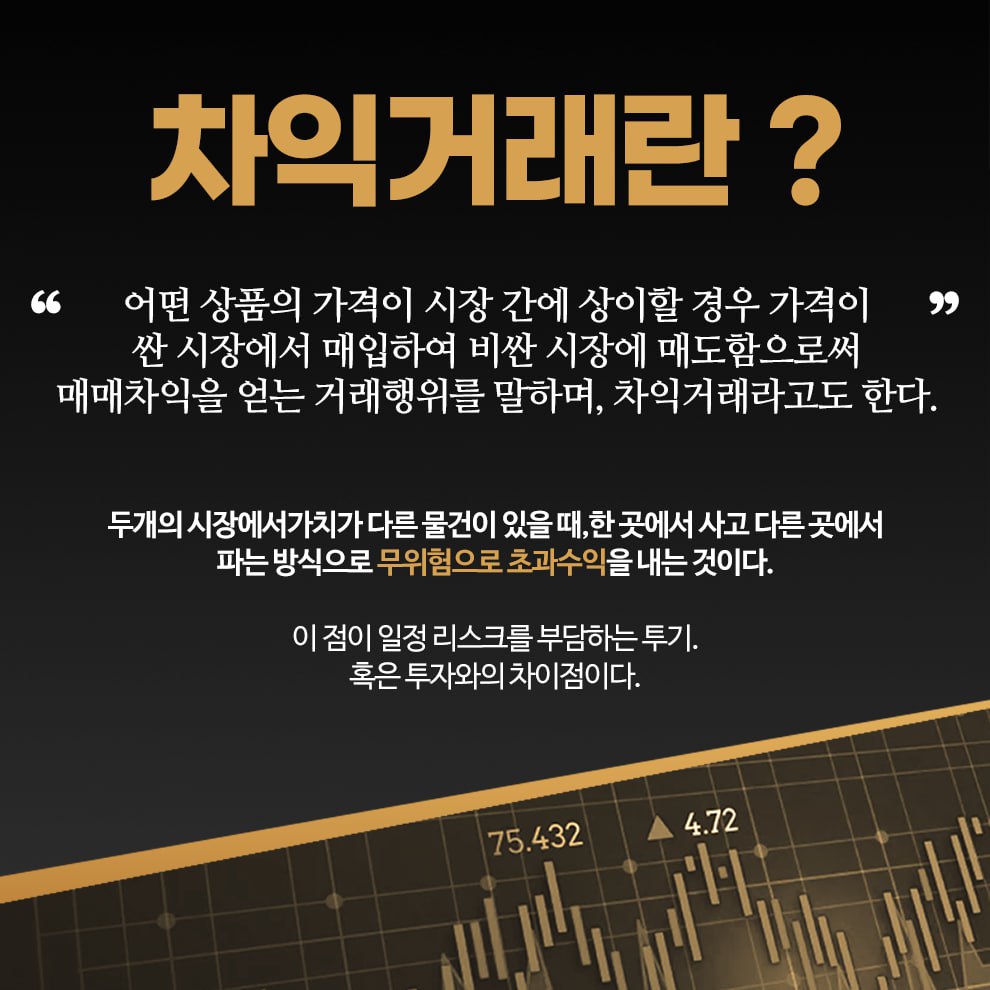 차익거래란 ?
“ 어떤 상품의 가격이 시장 간에 상이할 경우 가격이 ”
싼 시장에서 매입하여 비싼 시장에 매도함으로써
매매차익을 얻는 거래행위를 말하며, 차익거래라고도 한다.
두개의 시장에서가치가 다른 물건이 있을 때,한 곳에서 사고 다른 곳에서
파는 방식으로 무위험으로 초과수익을 내는 것이다.
이 점이 일정 리스크를 부담하는 투기.
혹은 투자와의 차이점이다.
75.432 ▲ 4.72